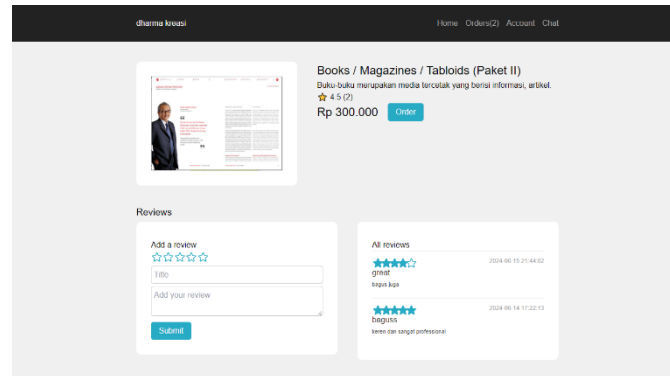 dharma kreasi
Home Orders(2) Account Chat
Books / Magazines / Tabloids (Paket II)
Buku-buku merupakan media tercetak yang berisi informasi, artikel.
4.5 (2)
Rp 300.000 Order
Reviews
Add a review
Title
Add your review
Submit
All reviews
2024-06-15 21:44:02
great
bagus juga
2024-06-14 17:22:13
baguss
keren dan sangat professional